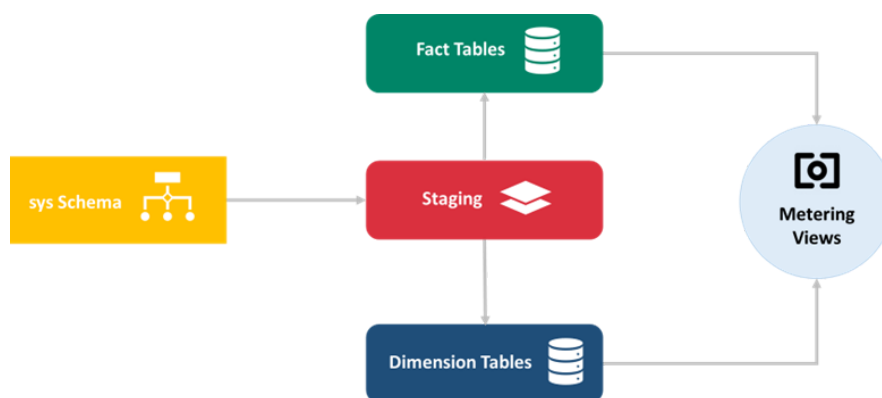 Fact Tables
sys Schema
Staging
Metering
Views
Dimension Tables